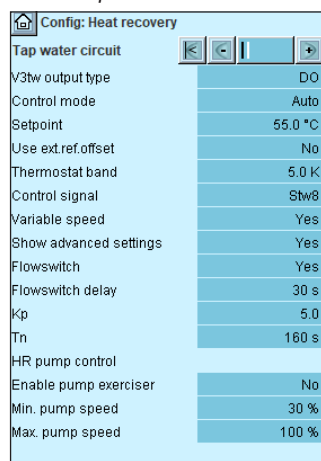 Config: Heat recovery
Tap water circuit
V3tw output type DO
Control mode Auto
Setpoint 55.0 °C
Use ext.ref.offset No
Thermostat band 5.0 K
Control signal Stw8
Variable speed Yes
Show advanced settings Yes
Flowswitch Yes
Flowswitch delay 30 s
Kp 5.0
Tn 160 s
HR pump control
Enable pump exerciser No
Min. pump speed 30 %
Max. pump speed 100 %